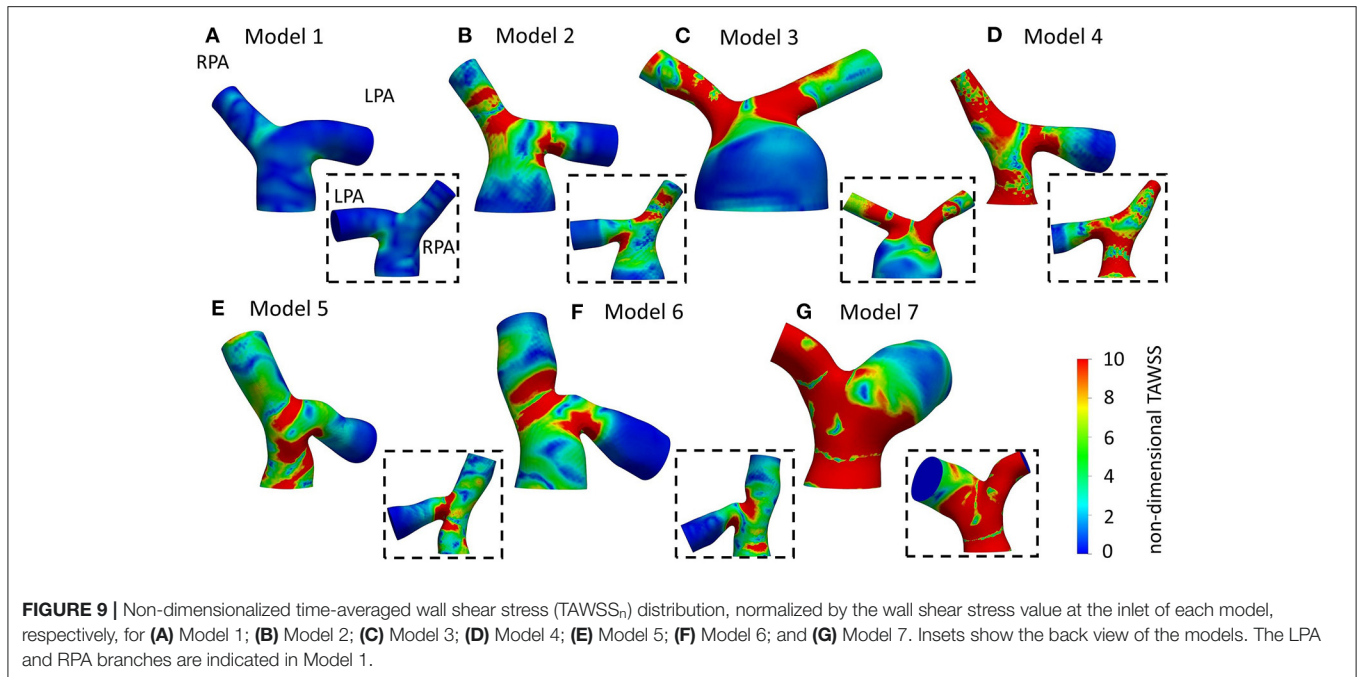 A Model 1
B Model 2
C Model 3
D Model 4
RPA
LPA
LPA
RPA
E Model 5
F Model 6
G Model 7
10
8
6
4
2
0
non-dimensional TAWSS
FIGURE 9 | Non-dimensionalized time-averaged wall shear stress (TAWSSₙ) distribution, normalized by the wall shear stress value at the inlet of each model,
respectively, for (A) Model 1; (B) Model 2; (C) Model 3; (D) Model 4; (E) Model 5; (F) Model 6; and (G) Model 7. Insets show the back view of the models. The LPA
and RPA branches are indicated in Model 1.